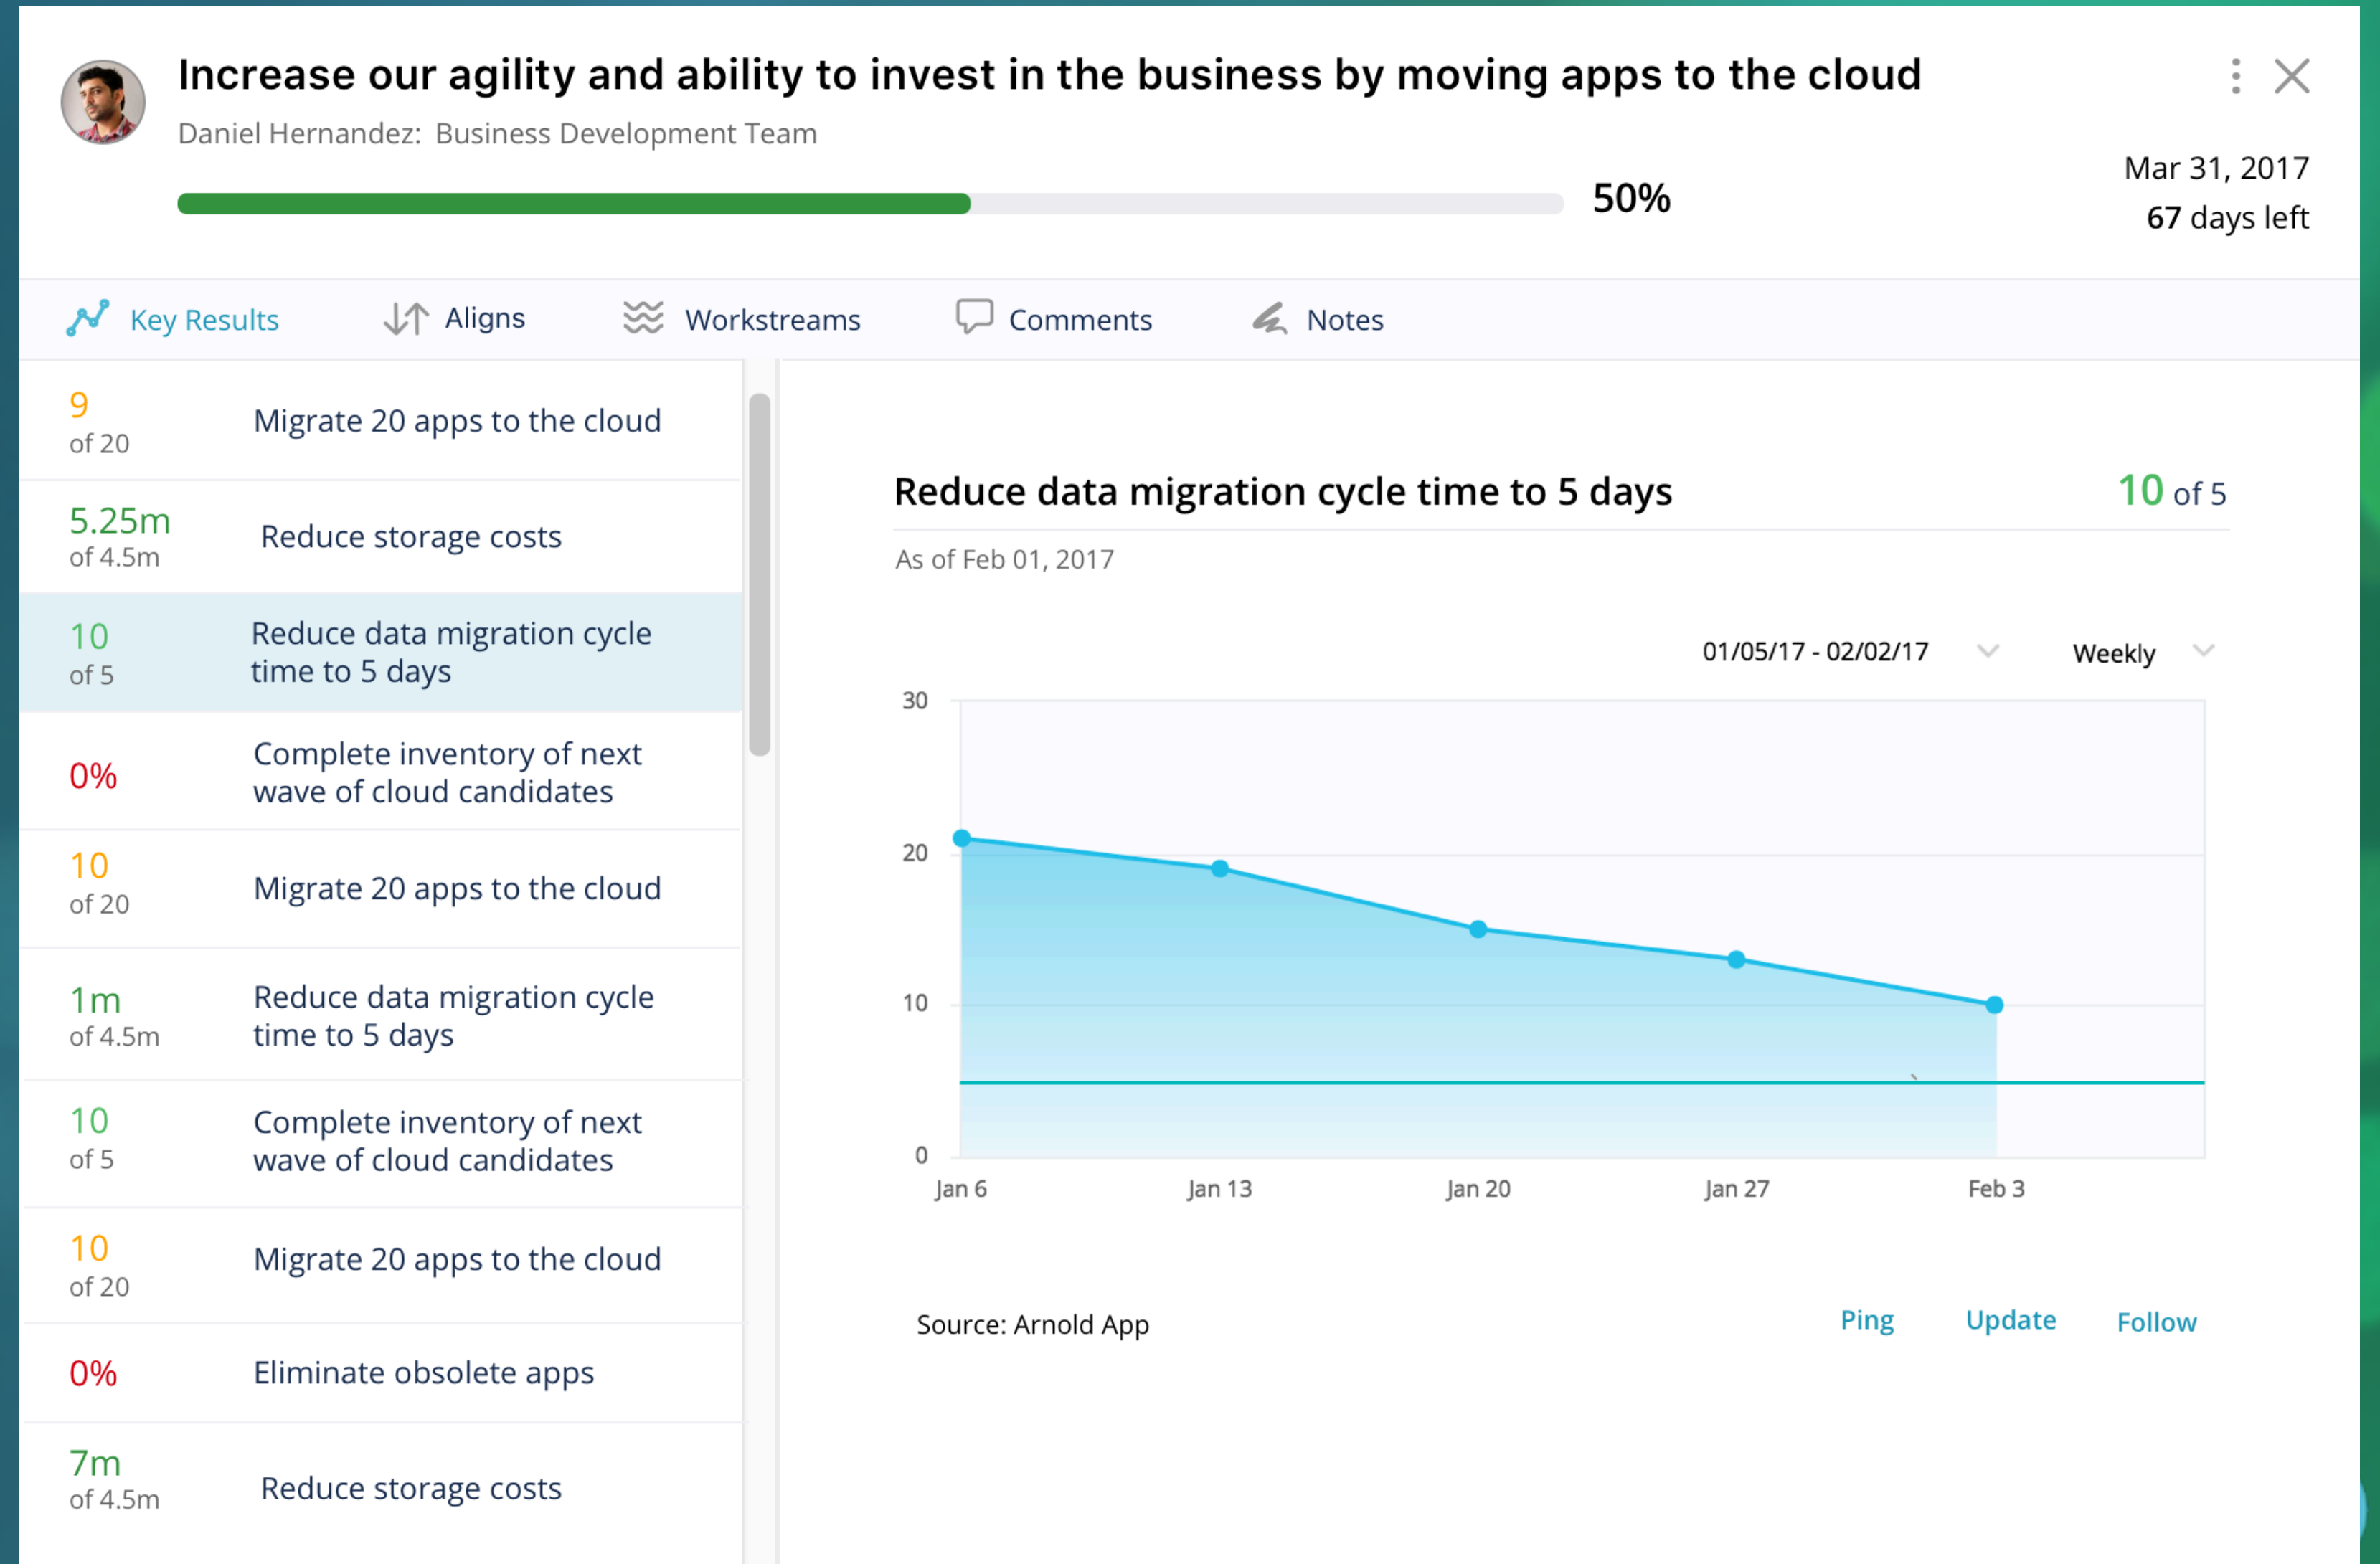 Increase our agility and ability to invest in the business by moving apps to the cloud
Daniel Hernandez: Business Development Team
50%
Mar 31, 2017
67 days left
Key Results
Aligns
Workstreams
Comments
Notes
9
of 20
Migrate 20 apps to the cloud
5.25m
of 4.5m
Reduce storage costs
10
of 5
Reduce data migration cycle
time to 5 days
0%
Complete inventory of next
wave of cloud candidates
10
of 20
Migrate 20 apps to the cloud
1m
of 4.5m
Reduce data migration cycle
time to 5 days
10
of 5
Complete inventory of next
wave of cloud candidates
10
of 20
Migrate 20 apps to the cloud
0%
Eliminate obsolete apps
7m
of 4.5m
Reduce storage costs
Reduce data migration cycle time to 5 days
10 of 5
As of Feb 01, 2017
01/05/17 - 02/02/17
Weekly
30
20
10
0
Jan 6
Jan 13
Jan 20
Jan 27
Feb 3
Source: Arnold App
Ping
Update
Follow